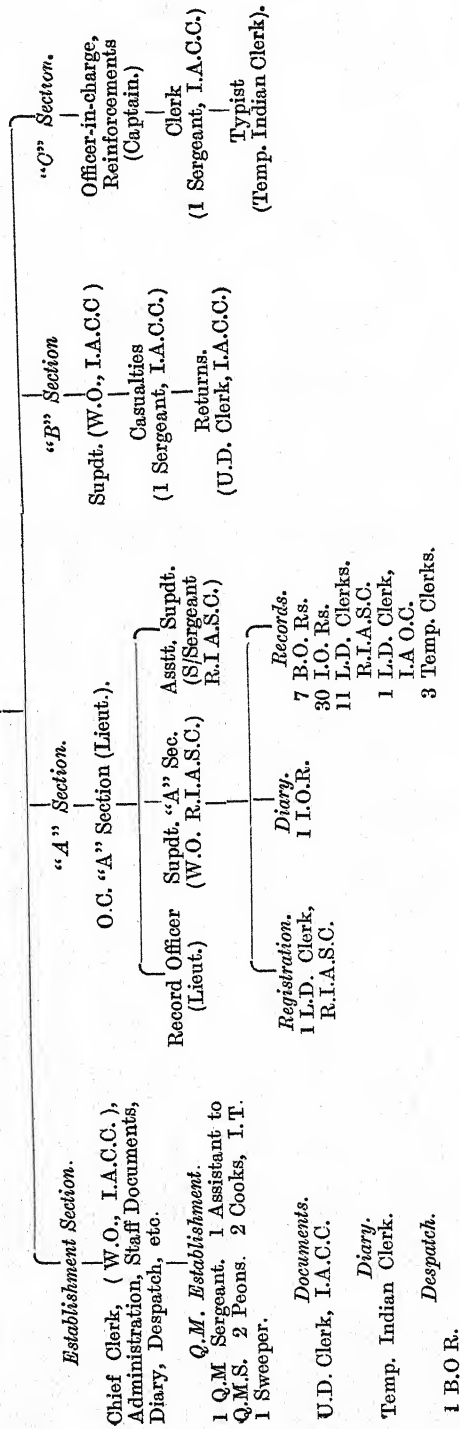 Establishment Section.
Chief Clerk, ( W.O., I.A.C.C. ),
Administration, Staff Documents,
Diary, Despatch, etc.
Q.M. Establishment.
1 Q.M Sergeant. 1 Assistant to
Q.M.S. 2 Peons. 2 Cooks, I.T.
1 Sweeper.
Documents.
U.D. Clerk, I.A.C.C.
Diary.
Temp. Indian Clerk.
Despatch.
1 B.O R.
"A" Section.
O.C. "A" Section (Lieut.).
Record Officer
(Lieut.)
Supdt. "A" Sec.
(W.O. R.I.A.S.C.)
Asstt. Supdt.
(S/Sergeant
R.I A.S.C.)
Registration.
1 L.D. Clerk,
R.I.A.S.C.
Diary.
1 I.O.R.
Records.
7 B.O. Rs.
30 I.O. Rs.
11 L.D. Clerks.
R.I.A.S.C.
1 L.D. Clerk,
I.A O.C.
3 Temp. Clerks.
"B" Section
Supdt. (W.O., I.A.C.C )
Casualties
(1 Sergeant, I.A.C.C.)
Returns.
(U.D. Clerk, I.A.C.C.)
"C" Section.
Officer-in-charge,
Reinforcements
(Captain.)
Clerk
(1 Sergeant, I.A.C.C.)
Typist
(Temp. Indian Clerk).